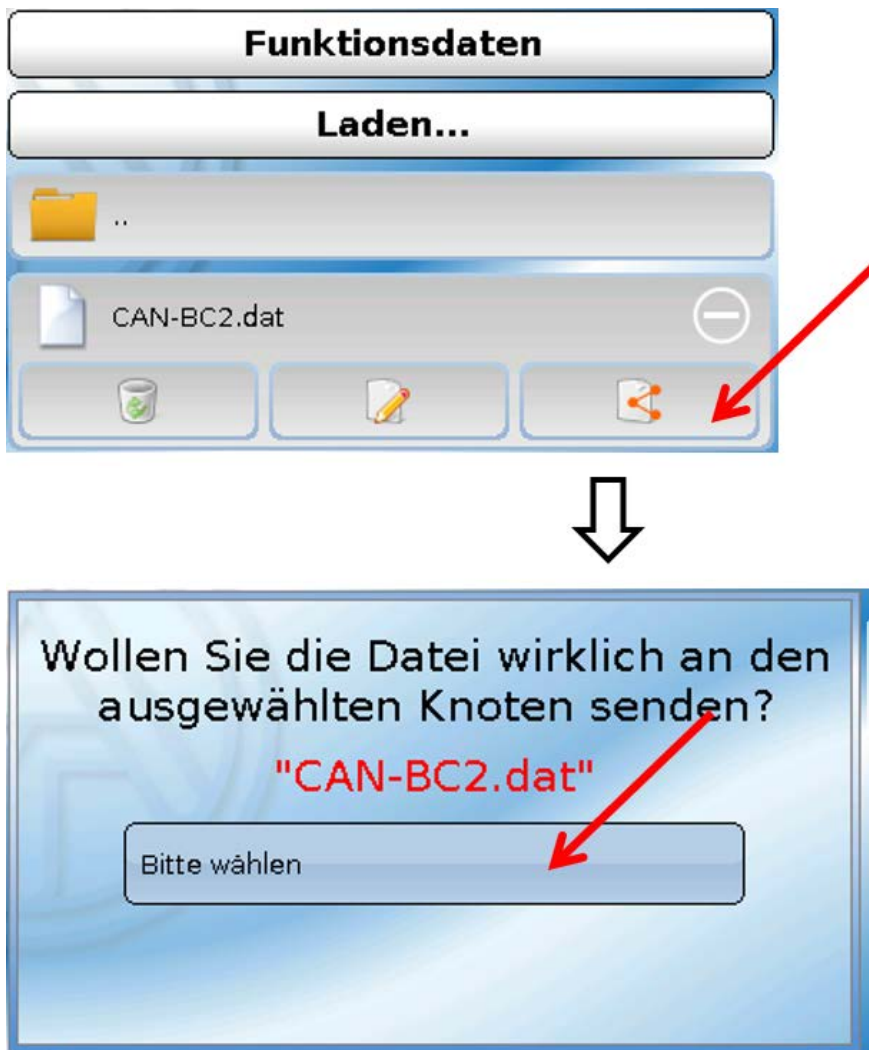 Funktionsdaten
Laden...
..
CAN-BC2.dat
Wollen Sie die Datei wirklich an den
ausgewählten Knoten senden?
"CAN-BC2.dat"
Bitte wählen